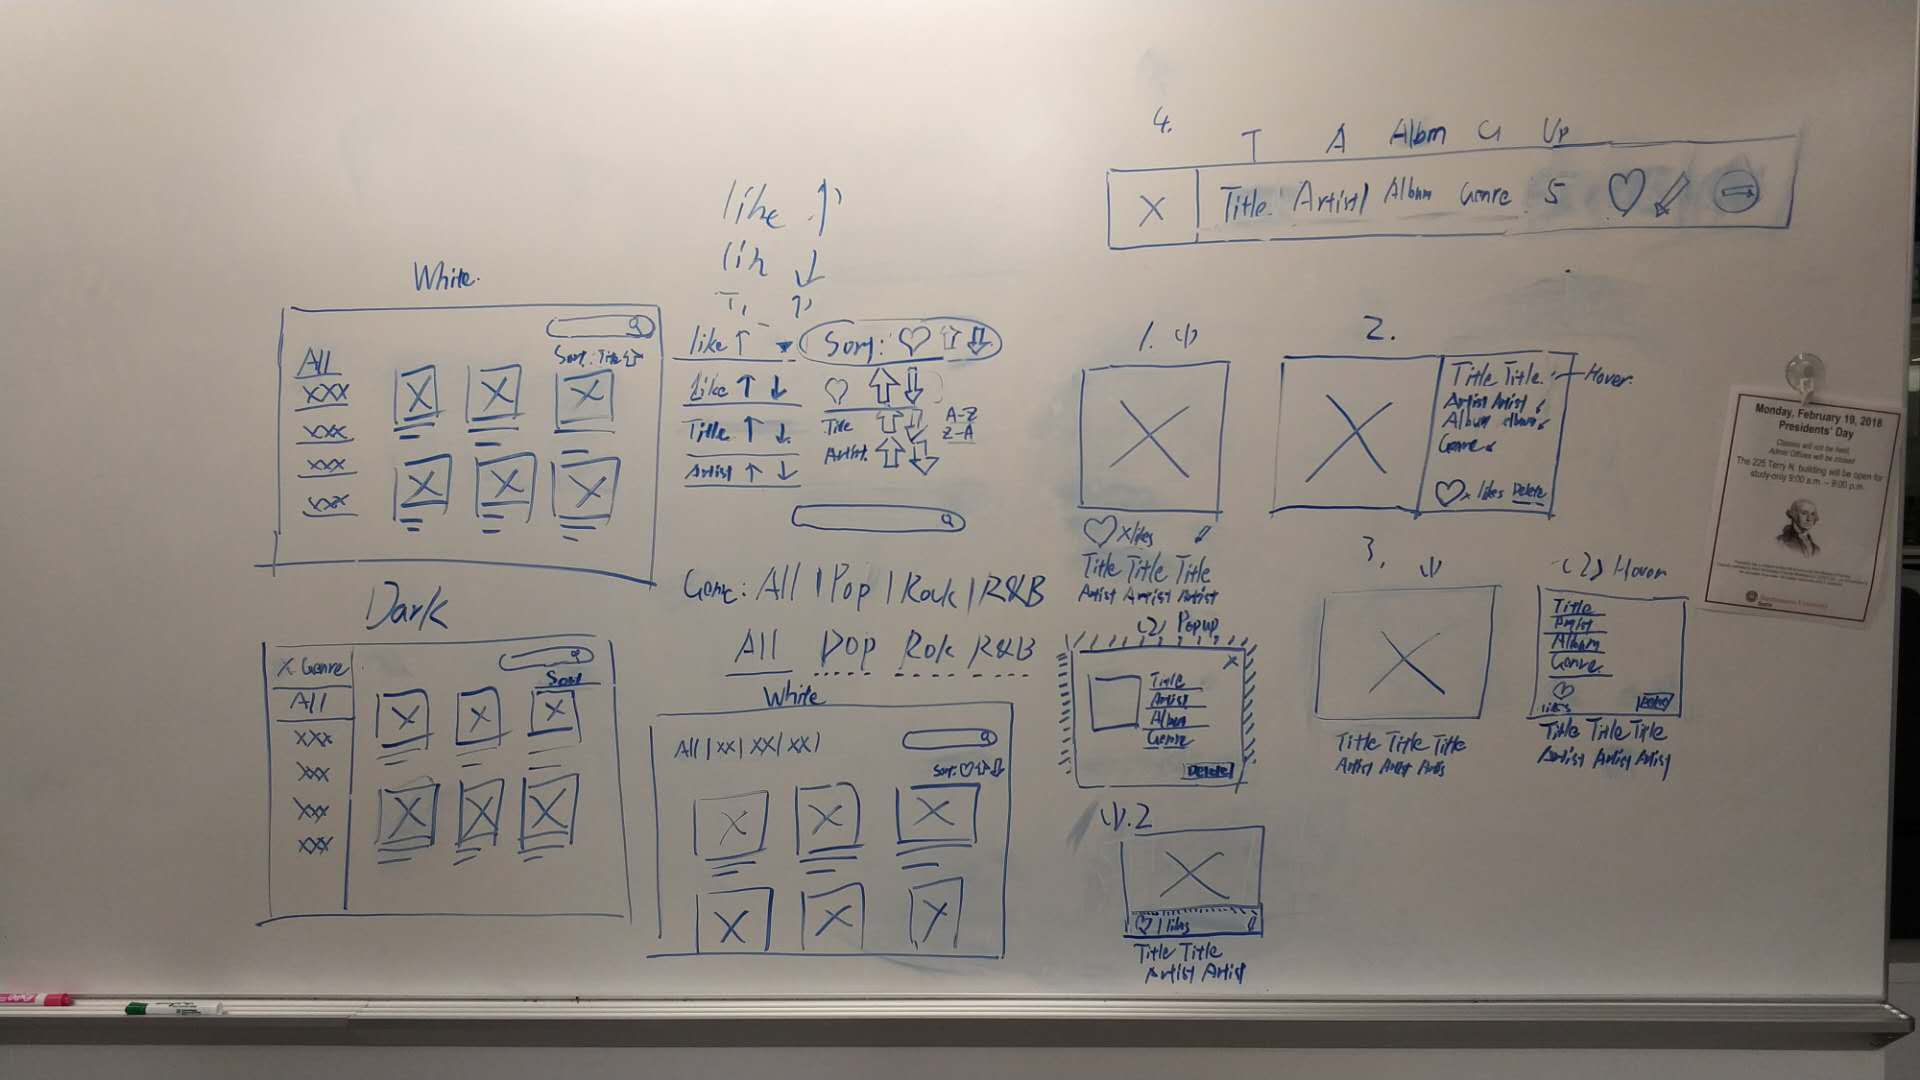 White.
All
XXX
XXX
XXX
XXX
Sort: Title
like ↑
lik ↓
T, ↑
like ↑
Like ↑ ↓
Title ↑ ↓
Artist ↑ ↓
Sort: ♡ ⇧ ⇩
♡ ⇧ ⇩
Title ⇧ ⇩
Artist. ⇧ ⇩
A-Z
Z-A
Genre: All | Pop | Rock | R&B
All Pop Rok R&B
Dark
X Genre
All
XXX
XXX
XXX
XXX
Sort
White
All | XX | XX | XX |
Sort: ♡ ⇧ ⇩
4.
T A Albm G Up
X Title. Artist Album Genre. 5 ♡
1. (1)
♡ x likes
Title Title Title
Artist Artist Artist
(2) Popup
X
Title
Artist
Album
Genre
Delete
(1).2
♡ 1 likes
Title Title
Artist Artist
2.
Title Title.
Artist Artist
Album Album
Genre
♡ x likes Delete
Hover.
3. (1)
Title Title Title
Artist Artist Artis
(2) Hover
Title
Artist
Album
Genre
♡
likes
Title Title Title
Artist Artist Artist
Monday, February 19, 2018
Presidents' Day
Classes will not be held.
Admin Offices will be closed
The 225 Terry N. building will be open for
study-only 9:00 a.m. – 9:00 p.m.